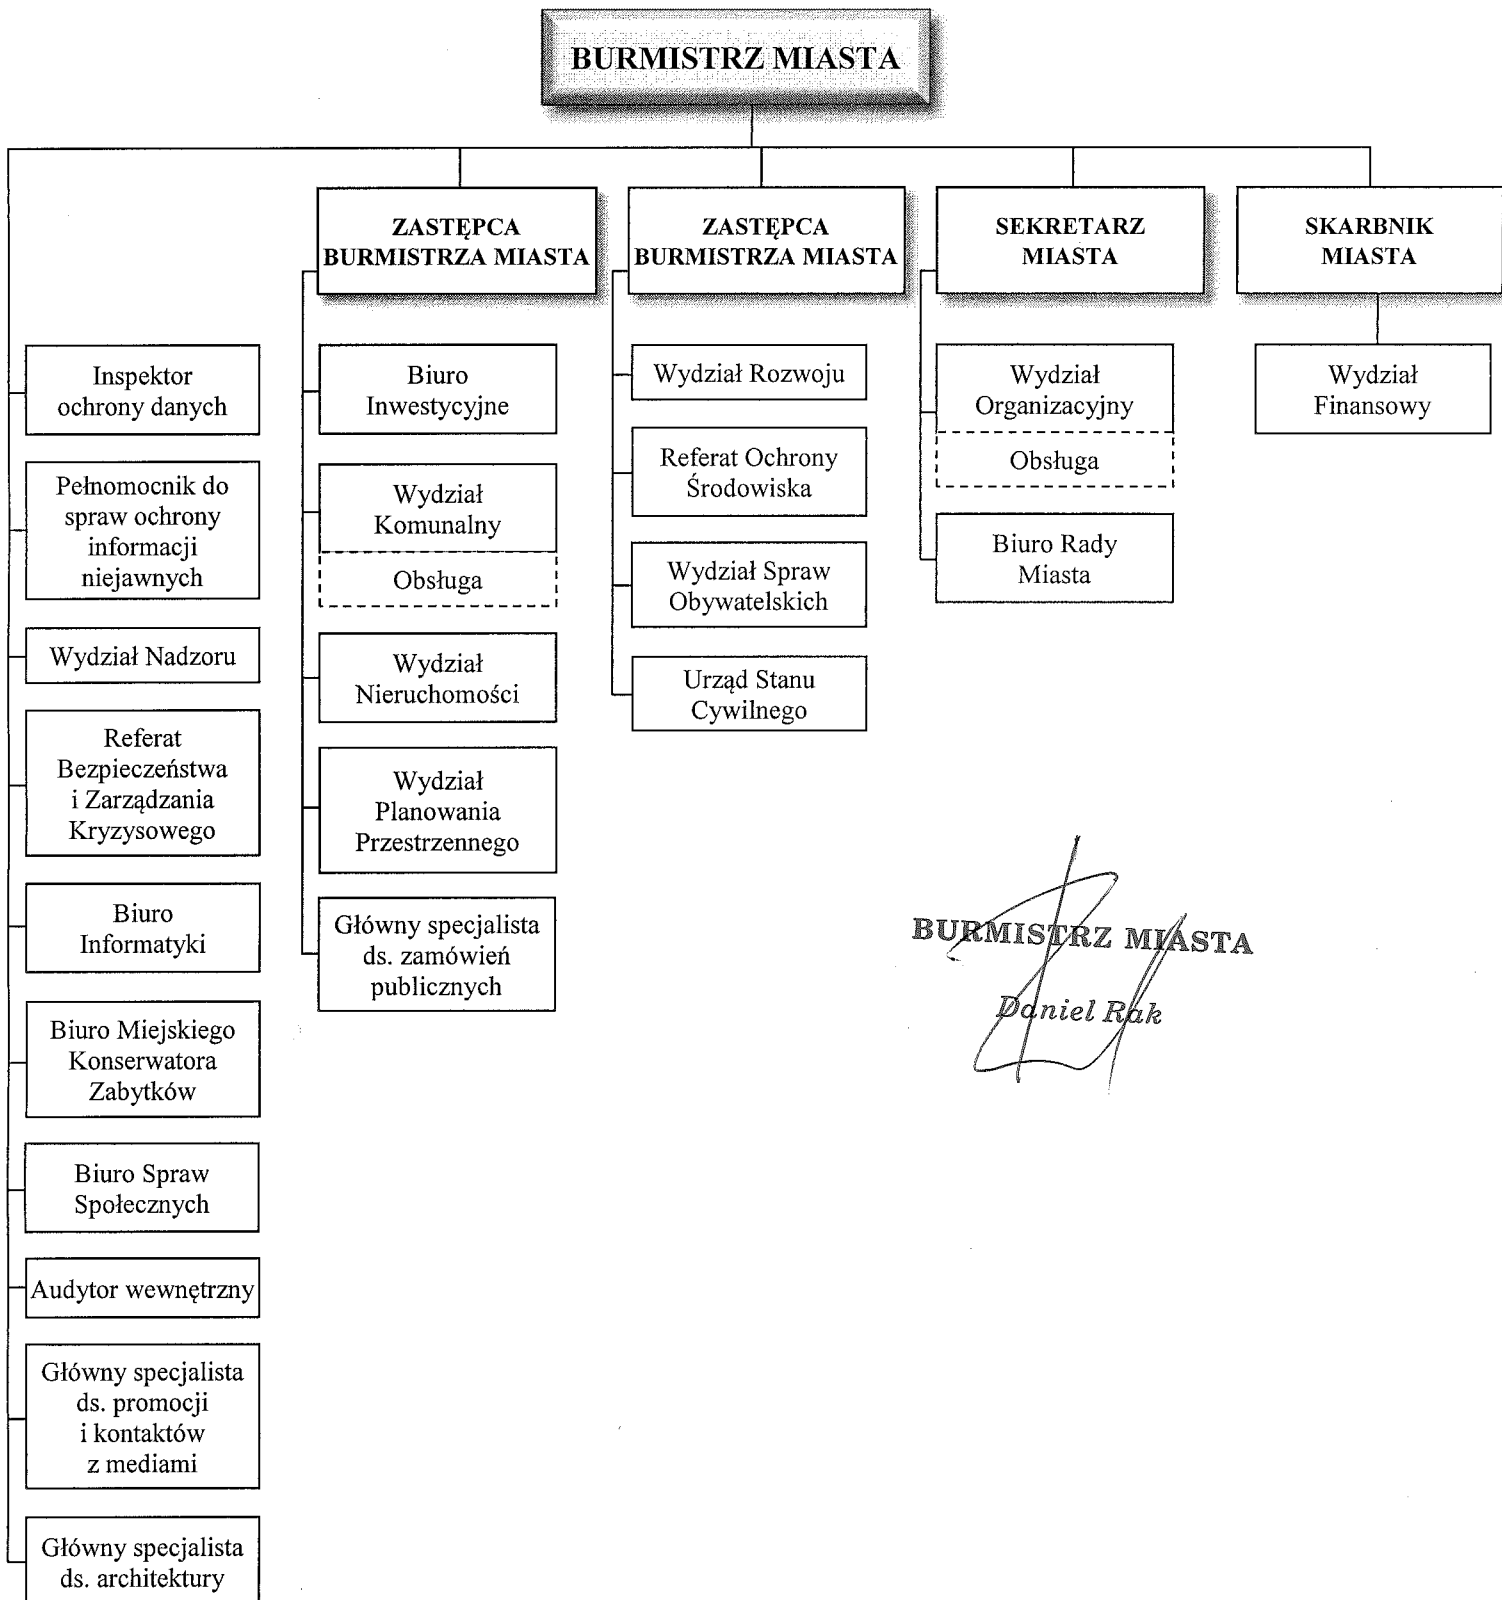 BURMISTRZ MIASTA
ZASTĘPCA
BURMISTRZA MIASTA
ZASTĘPCA
BURMISTRZA MIASTA
SEKRETARZ
MIASTA
SKARBNIK
MIASTA
Inspektor
ochrony danych
Pełnomocnik do
spraw ochrony
informacji
niejawnych
Wydział Nadzoru
Referat
Bezpieczeństwa
i Zarządzania
Kryzysowego
Biuro
Informatyki
Biuro Miejskiego
Konserwatora
Zabytków
Biuro Spraw
Społecznych
Audytor wewnętrzny
Główny specjalista
ds. promocji
i kontaktów
z mediami
Główny specjalista
ds. architektury
Biuro
Inwestycyjne
Wydział
Komunalny
Obsługa
Wydział
Nieruchomości
Wydział
Planowania
Przestrzennego
Główny specjalista
ds. zamówień
publicznych
Wydział Rozwoju
Referat Ochrony
Środowiska
Wydział Spraw
Obywatelskich
Urząd Stanu
Cywilnego
Wydział
Organizacyjny
Obsługa
Biuro Rady
Miasta
Wydział
Finansowy
BURMISTRZ MIASTA
Daniel Rak